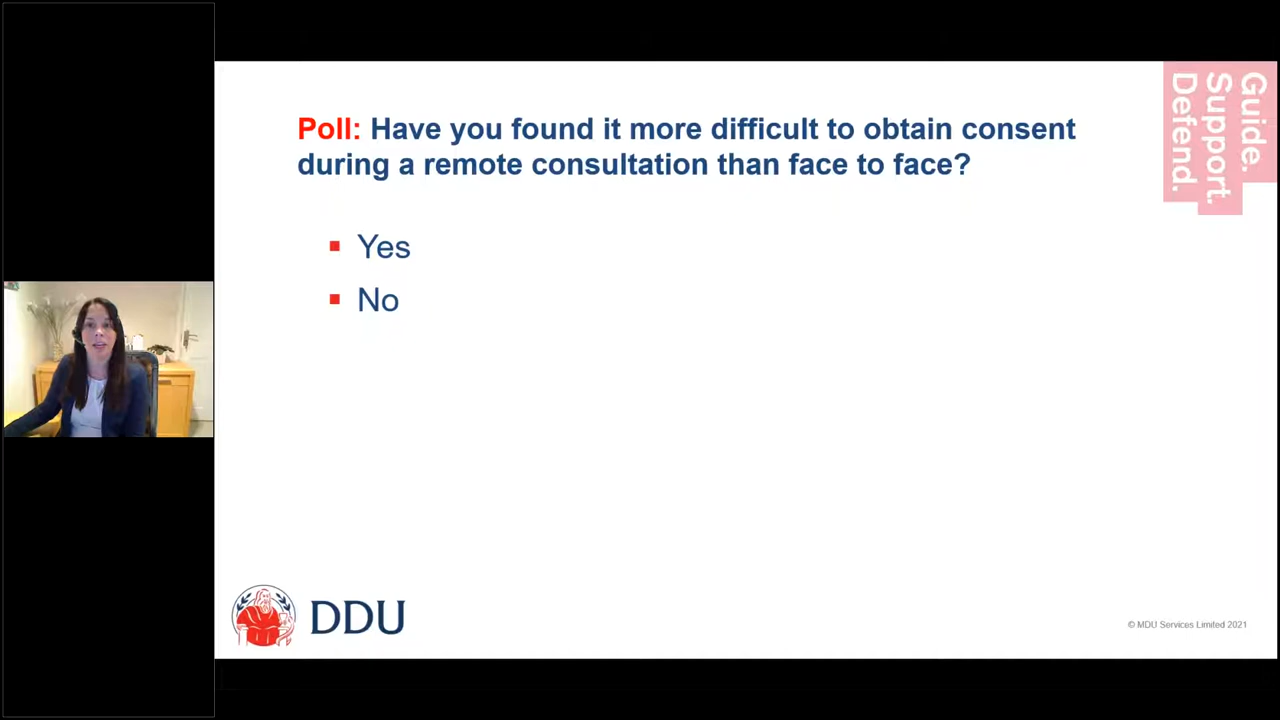 Poll: Have you found it more difficult to obtain consent
during a remote consultation than face to face?
Yes
No
Guide.
Support.
Defend.
DDU
© MDU Services Limited 2021